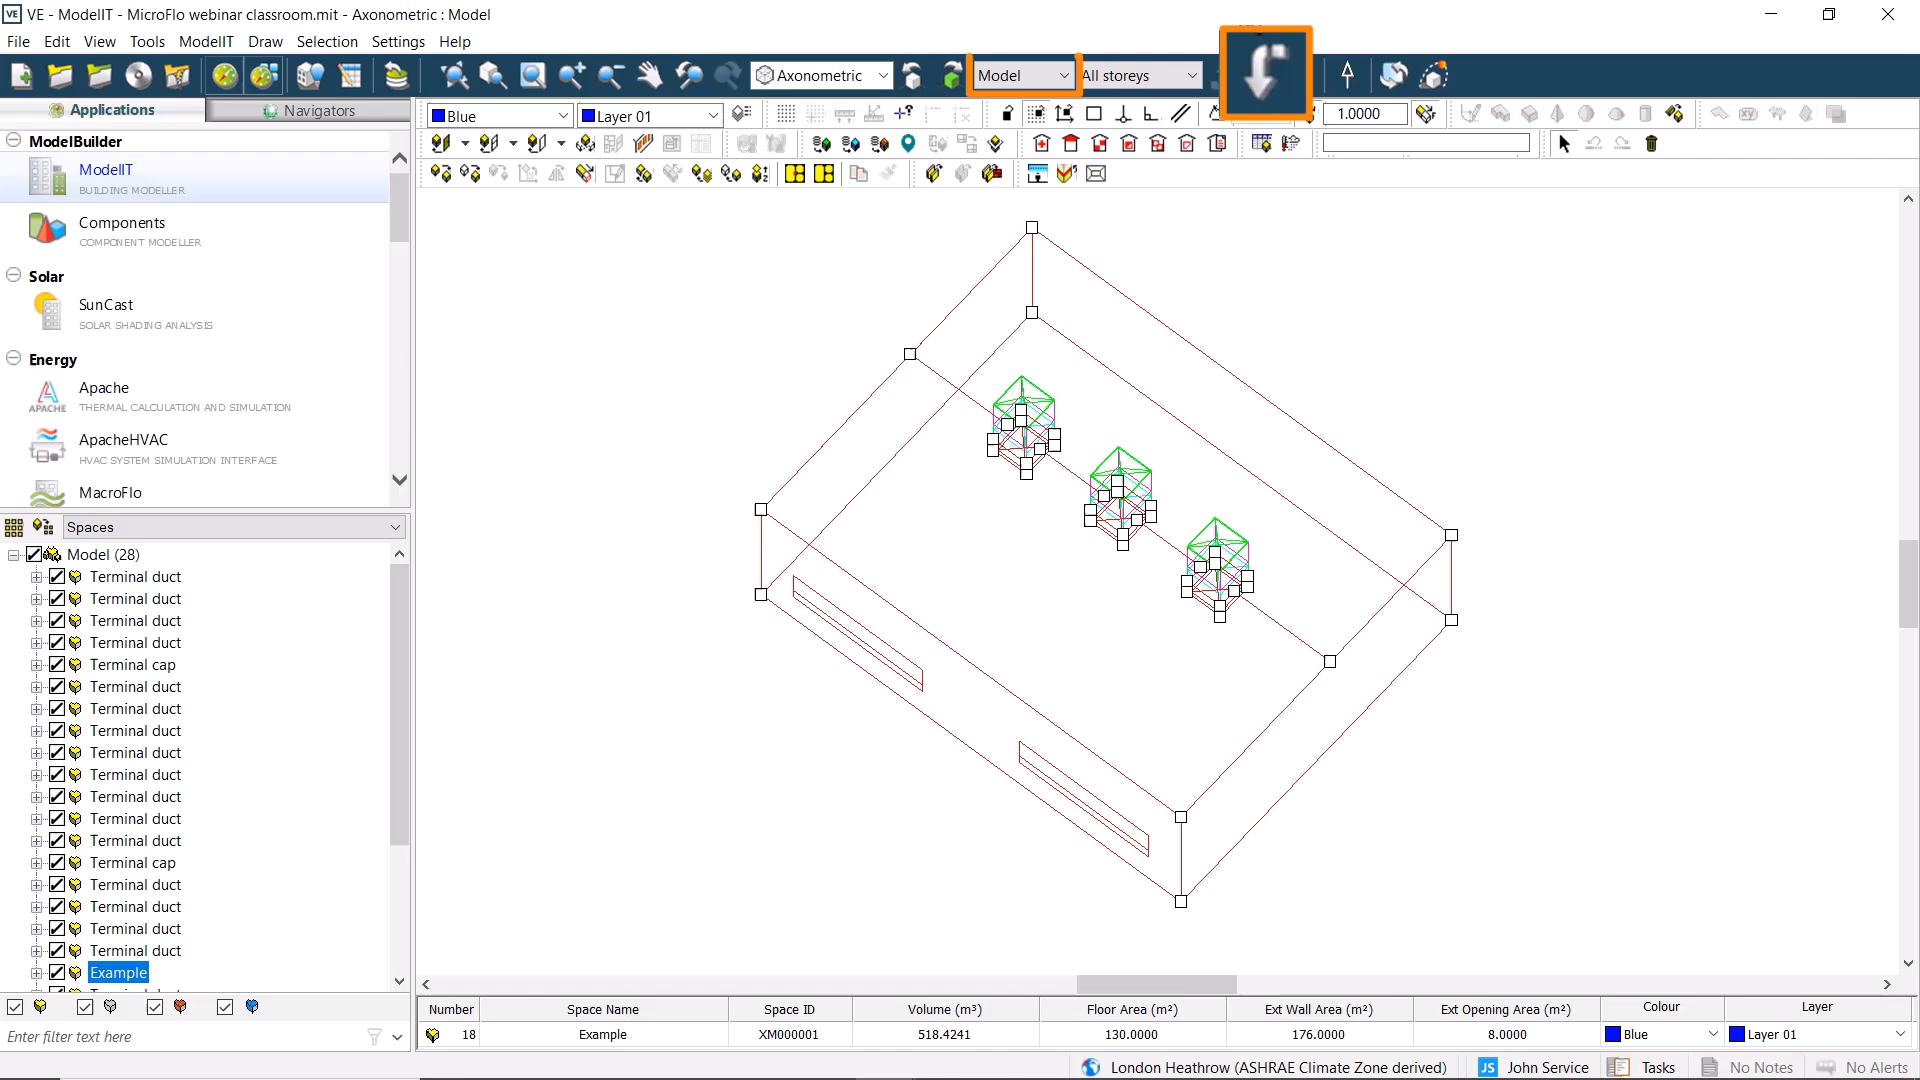 VE VE - ModelIT - MicroFlo webinar classroom.mit - Axonometric : Model
File Edit View Tools ModelIT Draw Selection Settings Help
Axonometric Model All storeys
Applications Navigators
Blue Layer 01 1.0000
ModelBuilder
ModelIT
BUILDING MODELLER
Components
COMPONENT MODELLER
Solar
SunCast
SOLAR SHADING ANALYSIS
Energy
Apache
APACHE THERMAL CALCULATION AND SIMULATION
ApacheHVAC
HVAC SYSTEM SIMULATION INTERFACE
MacroFlo
Spaces
Model (28)
Terminal duct
Terminal duct
Terminal duct
Terminal duct
Terminal cap
Terminal duct
Terminal duct
Terminal duct
Terminal duct
Terminal duct
Terminal duct
Terminal duct
Terminal duct
Terminal cap
Terminal duct
Terminal duct
Terminal duct
Terminal duct
Example
Enter filter text here
Number Space Name Space ID Volume (m³) Floor Area (m²) Ext Wall Area (m²) Ext Opening Area (m²) Colour Layer
18 Example XM000001 518.4241 130.0000 176.0000 8.0000 Blue Layer 01
London Heathrow (ASHRAE Climate Zone derived) JS John Service Tasks No Notes No Alerts